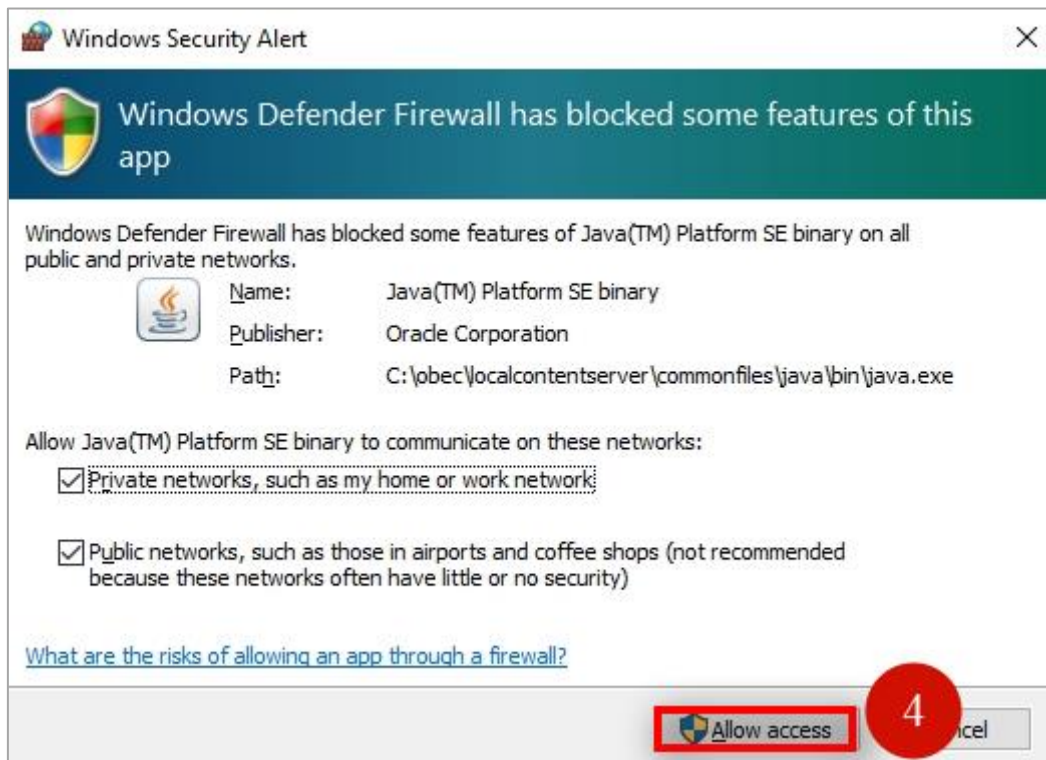 Windows Security Alert
Windows Defender Firewall has blocked some features of this
app
Windows Defender Firewall has blocked some features of Java(TM) Platform SE binary on all
public and private networks.
Name: Java(TM) Platform SE binary
Publisher: Oracle Corporation
Path: C:\obec\localcontentserver\commonfiles\java\bin\java.exe
Allow Java(TM) Platform SE binary to communicate on these networks:
Private networks, such as my home or work network
Public networks, such as those in airports and coffee shops (not recommended
because these networks often have little or no security)
What are the risks of allowing an app through a firewall?
Allow access 4